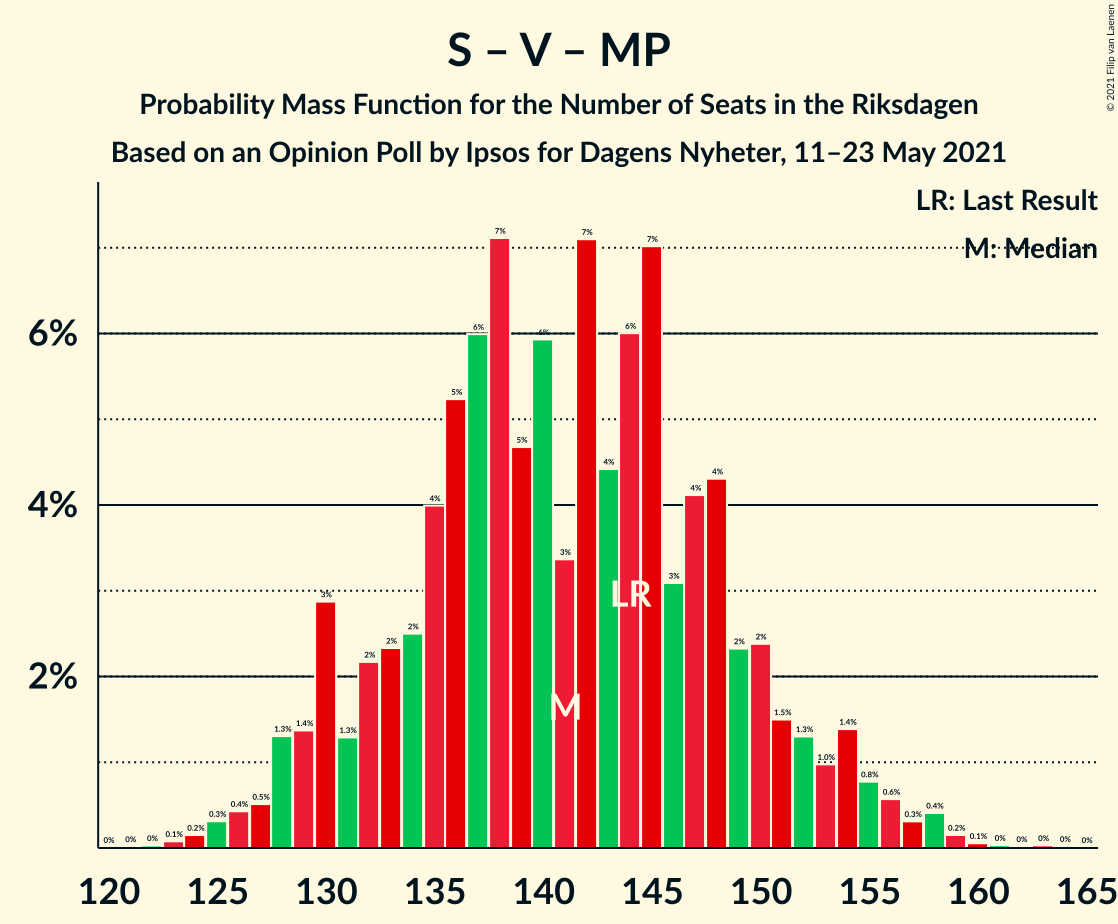 S – V – MP
Probability Mass Function for the Number of Seats in the Riksdagen
Based on an Opinion Poll by Ipsos for Dagens Nyheter, 11–23 May 2021
© 2021 Filip van Laenen
LR: Last Result
M: Median
6%
4%
2%
0% 0% 0% 0.1% 0.2% 0.3% 0.4% 0.5% 1.3% 1.4% 3% 1.3% 2% 2% 2% 4% 5% 6% 7% 5% 6% 3% 7% 4% 6% 7% 3% 4% 4% 2% 2% 1.5% 1.3% 1.0% 1.4% 0.8% 0.6% 0.3% 0.4% 0.2% 0.1% 0% 0% 0% 0% 0%
LR
M
120 125 130 135 140 145 150 155 160 165